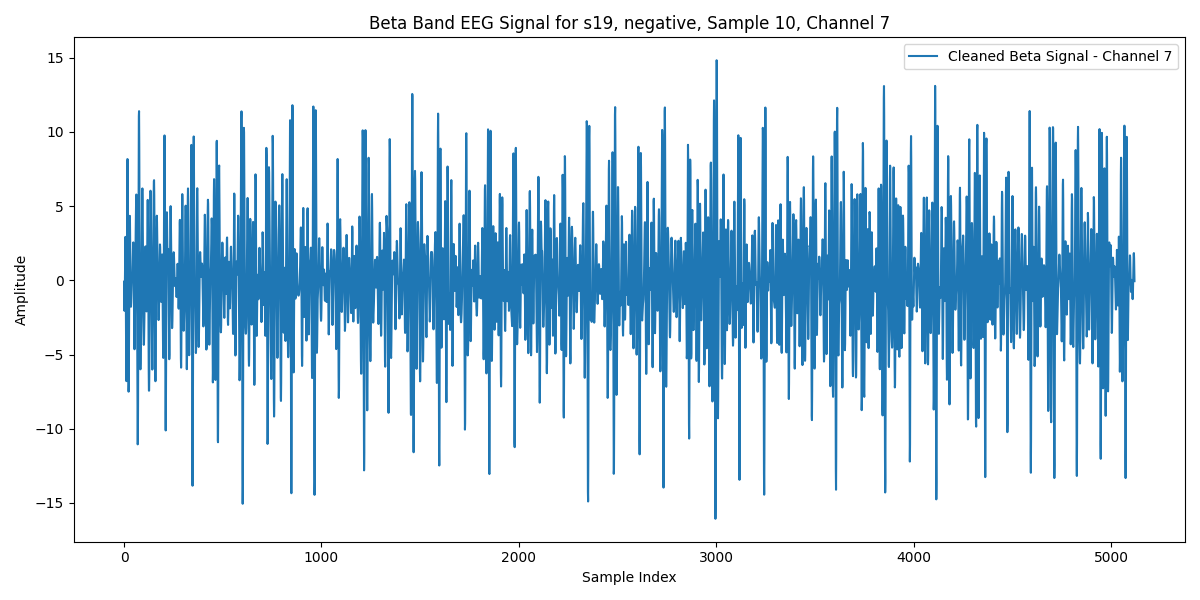 Beta Band EEG Signal for s19, negative, Sample 10, Channel 7
Cleaned Beta Signal - Channel 7
Amplitude
15
10
5
0
−5
−10
−15
0 1000 2000 3000 4000 5000
Sample Index